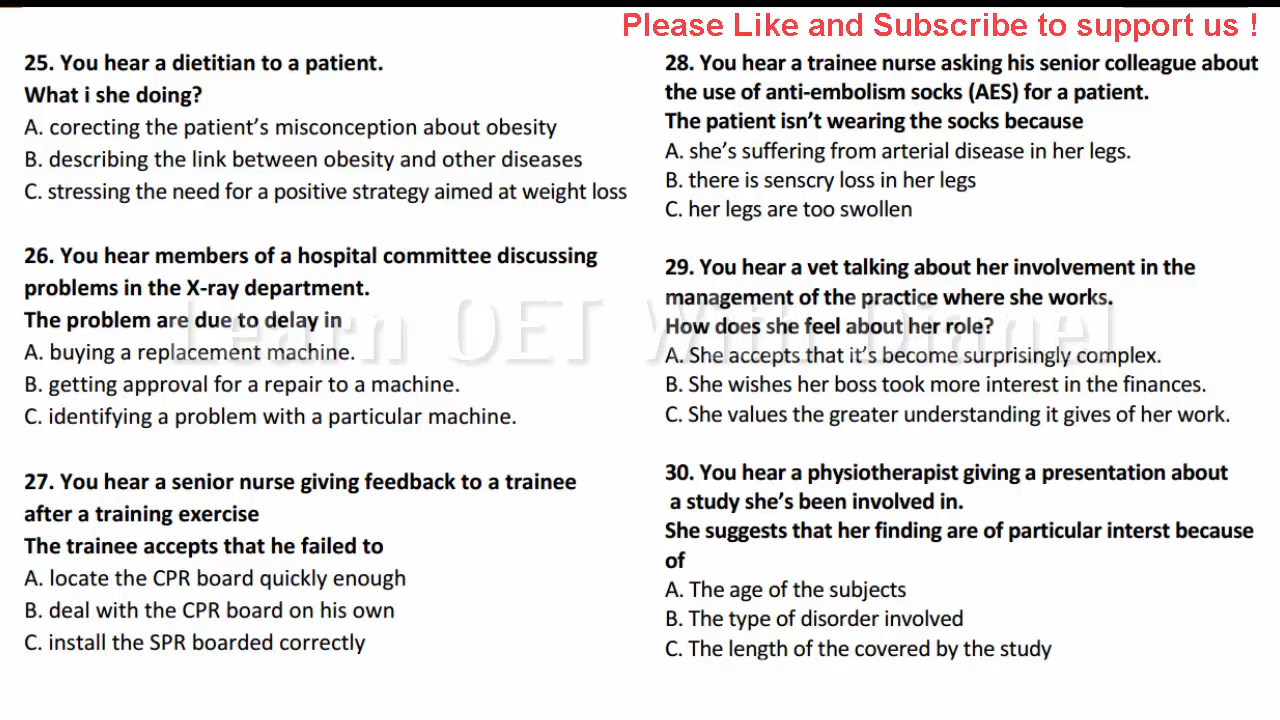 Please Like and Subscribe to support us !
25. You hear a dietitian to a patient.
What i she doing?
A. corecting the patient's misconception about obesity
B. describing the link between obesity and other diseases
C. stressing the need for a positive strategy aimed at weight loss
26. You hear members of a hospital committee discussing
problems in the X-ray department.
The problem are due to delay in
A. buying a replacement machine.
B. getting approval for a repair to a machine.
C. identifying a problem with a particular machine.
27. You hear a senior nurse giving feedback to a trainee
after a training exercise
The trainee accepts that he failed to
A. locate the CPR board quickly enough
B. deal with the CPR board on his own
C. install the SPR boarded correctly
28. You hear a trainee nurse asking his senior colleague about
the use of anti-embolism socks (AES) for a patient.
The patient isn't wearing the socks because
A. she's suffering from arterial disease in her legs.
B. there is senscry loss in her legs
C. her legs are too swollen
29. You hear a vet talking about her involvement in the
management of the practice where she works.
How does she feel about her role?
A. She accepts that it's become surprisingly complex.
B. She wishes her boss took more interest in the finances.
C. She values the greater understanding it gives of her work.
30. You hear a physiotherapist giving a presentation about
a study she's been involved in.
She suggests that her finding are of particular interst because
of
A. The age of the subjects
B. The type of disorder involved
C. The length of the covered by the study
Learn OET WithAllow Dianel